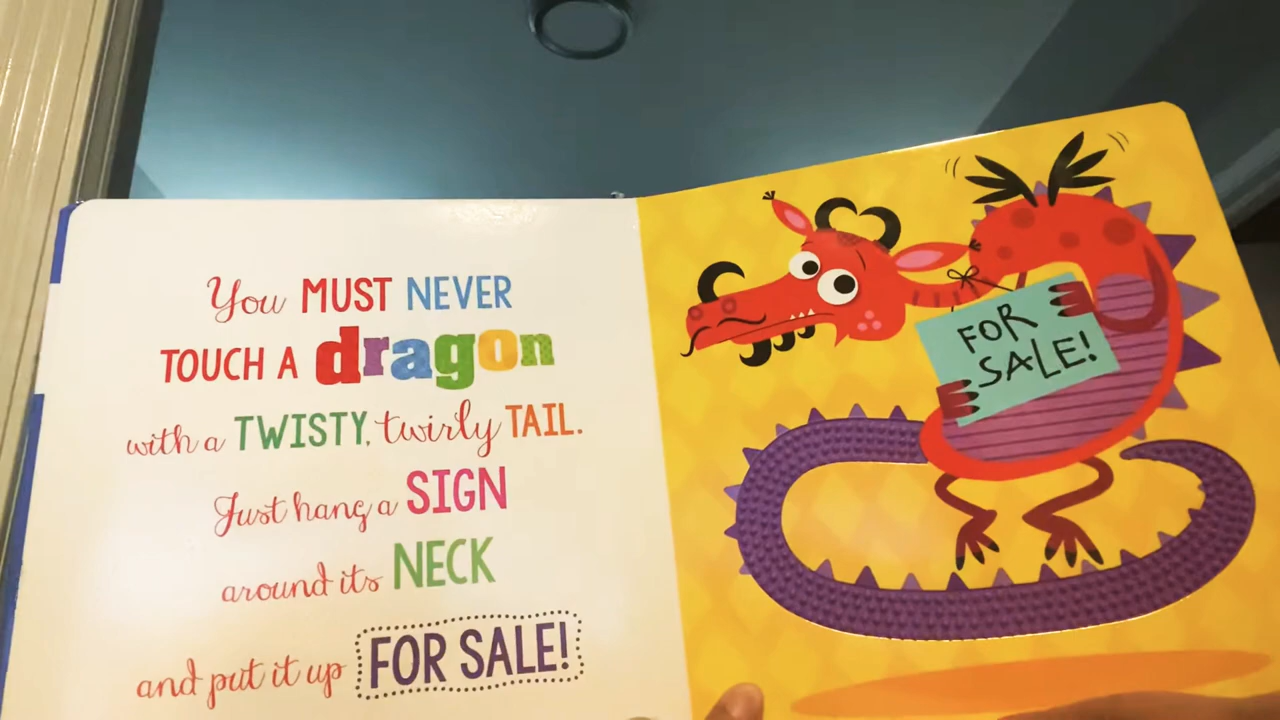 You MUST NEVER
TOUCH A dragon
with a TWISTY, twirly TAIL.
Just hang a SIGN
around its NECK
and put it up FOR SALE!
FOR
SALE!